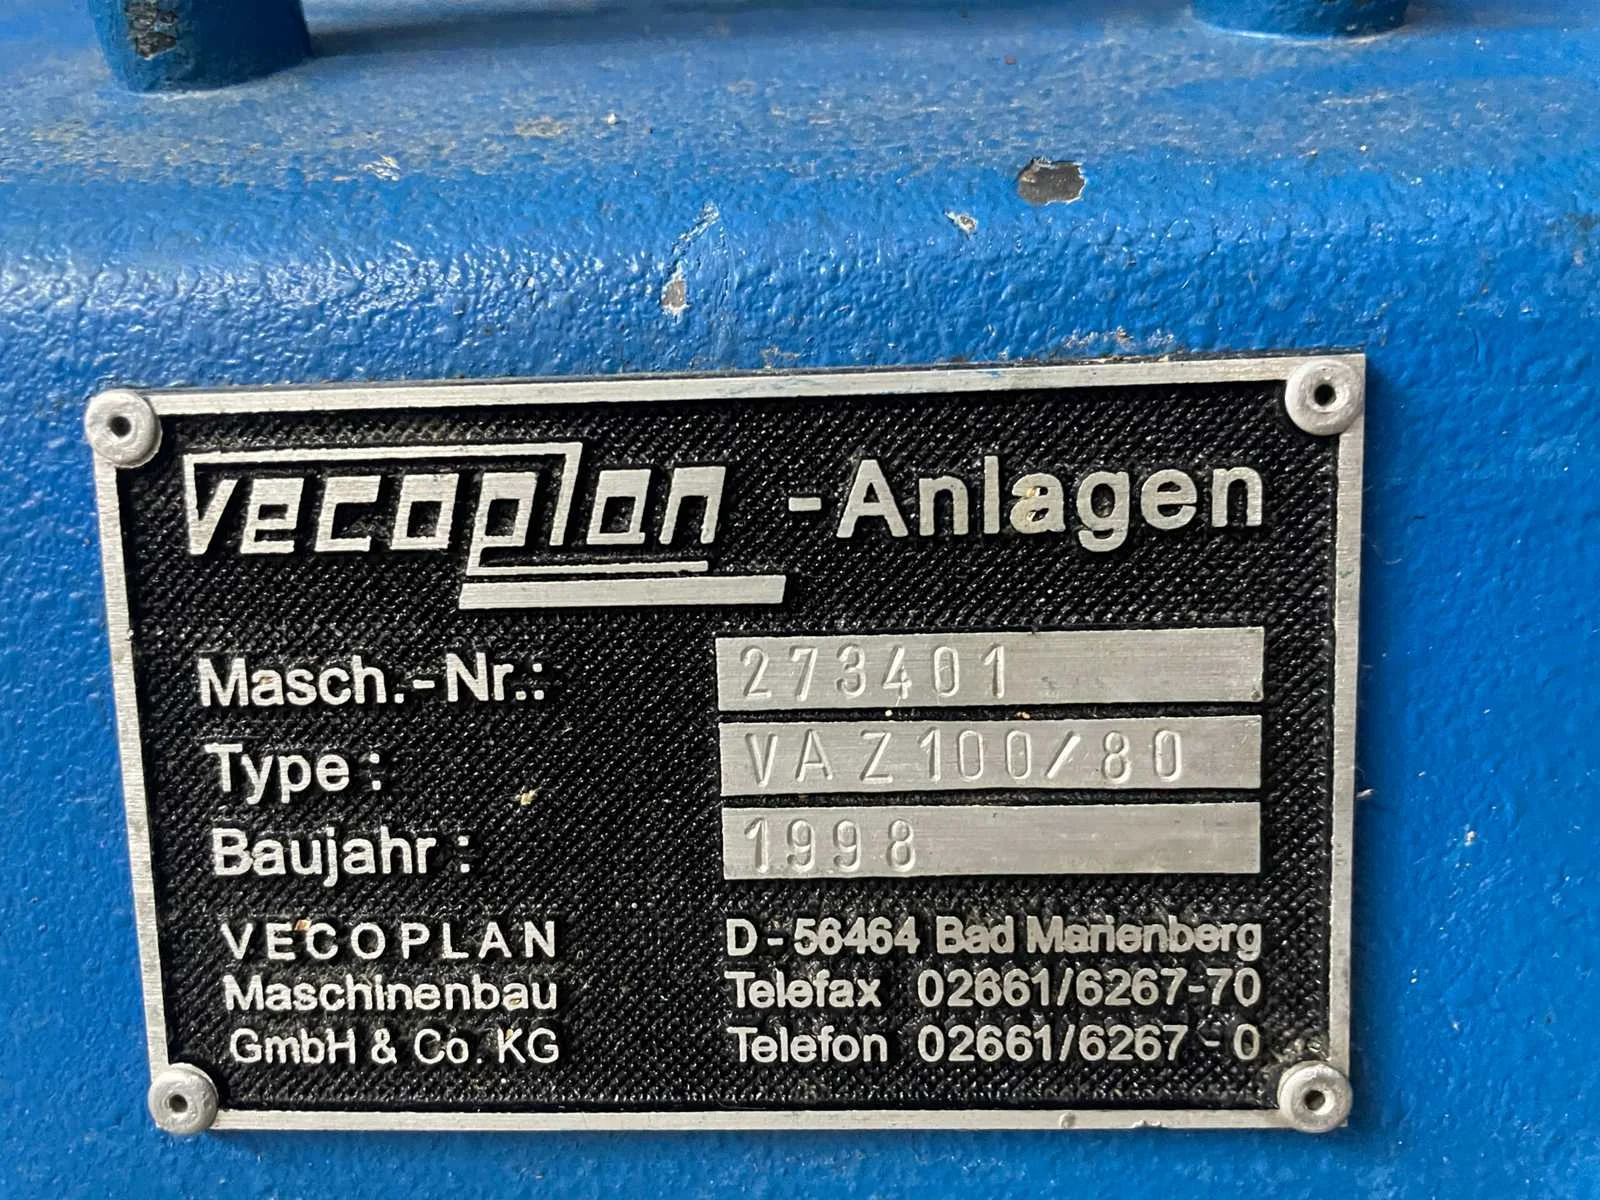 vecoplan -Anlagen
Masch.-Nr.: 273401
Type : VAZ100/80
Baujahr : 1998
VECOPLAN D-56464 Bad Marienberg
Maschinenbau Telefax 02661/6267-70
GmbH & Co. KG Telefon 02661/6267-0